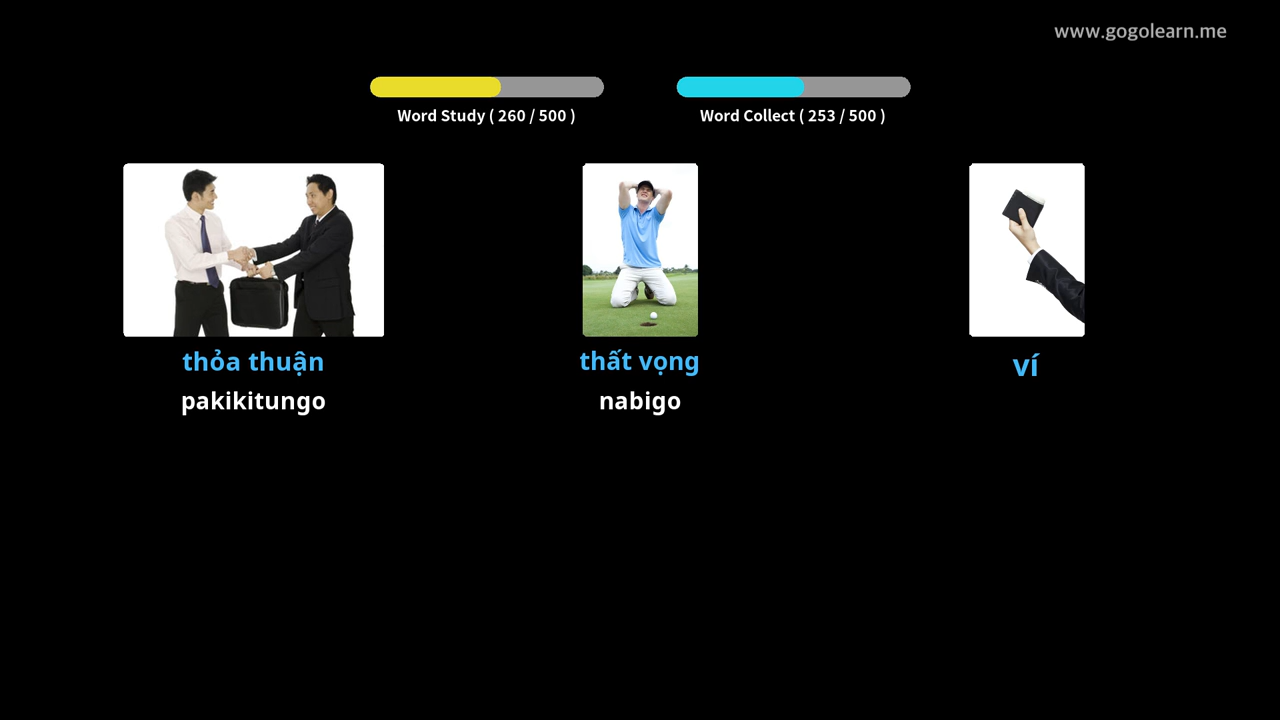 www.gogolearn.me
Word Study ( 260 / 500 )
Word Collect ( 253 / 500 )
thỏa thuận
pakikitungo
thất vọng
nabigo
ví